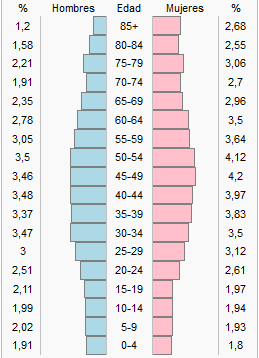 % Hombres Edad Mujeres %
1,2 85+ 2,68
1,58 80-84 2,55
2,21 75-79 3,06
1,91 70-74 2,7
2,35 65-69 2,96
2,78 60-64 3,5
3,05 55-59 3,64
3,5 50-54 4,12
3,46 45-49 4,2
3,48 40-44 3,97
3,37 35-39 3,83
3,47 30-34 3,5
3 25-29 3,12
2,51 20-24 2,61
2,11 15-19 1,97
1,99 10-14 1,94
2,02 5-9 1,93
1,91 0-4 1,8